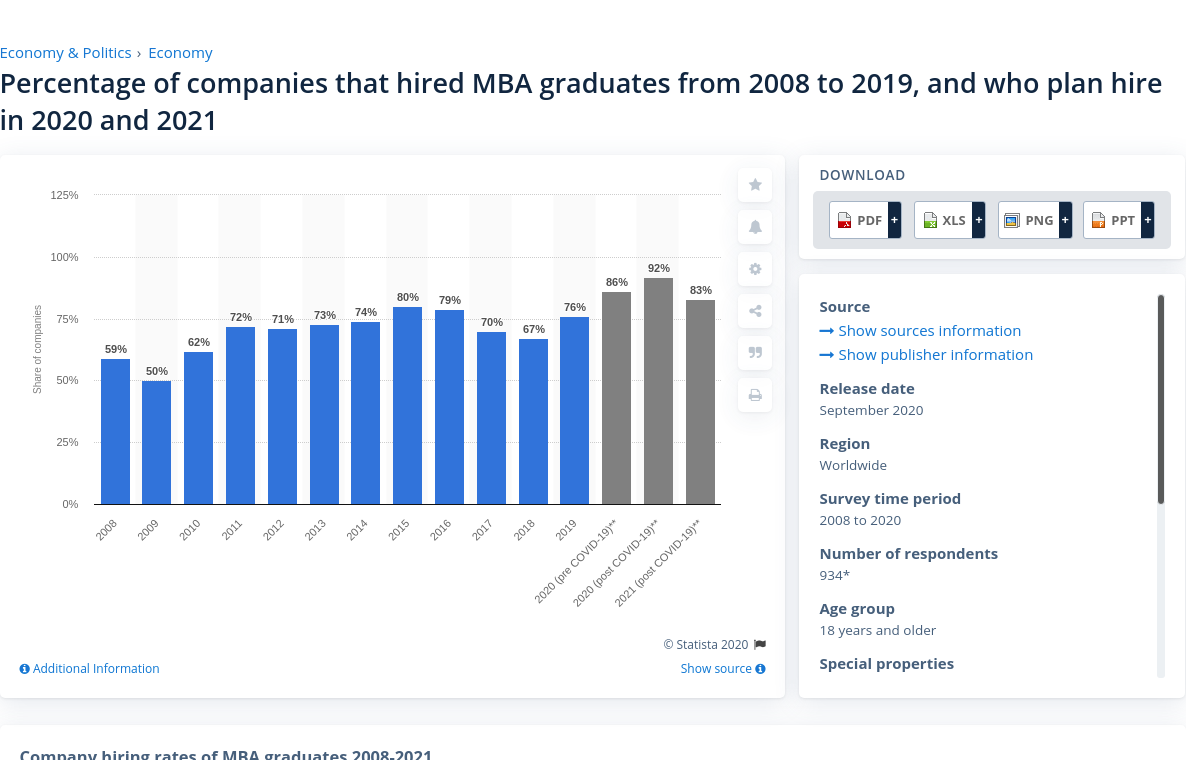 Economy & Politics › Economy
Percentage of companies that hired MBA graduates from 2008 to 2019, and who plan hire
in 2020 and 2021
125%
100%
75%
50%
25%
0%
Share of companies
59%
50%
62%
72%
71%
73%
74%
80%
79%
70%
67%
76%
86%
92%
83%
2008
2009
2010
2011
2012
2013
2014
2015
2016
2017
2018
2019
2020 (pre COVID-19)**
2020 (post COVID-19)**
2021 (post COVID-19)**
© Statista 2020
Additional Information
Show source
DOWNLOAD
PDF + XLS + PNG + PPT +
Source
Show sources information
Show publisher information
Release date
September 2020
Region
Worldwide
Survey time period
2008 to 2020
Number of respondents
934*
Age group
18 years and older
Special properties
Company hiring rates of MBA graduates 2008-2021